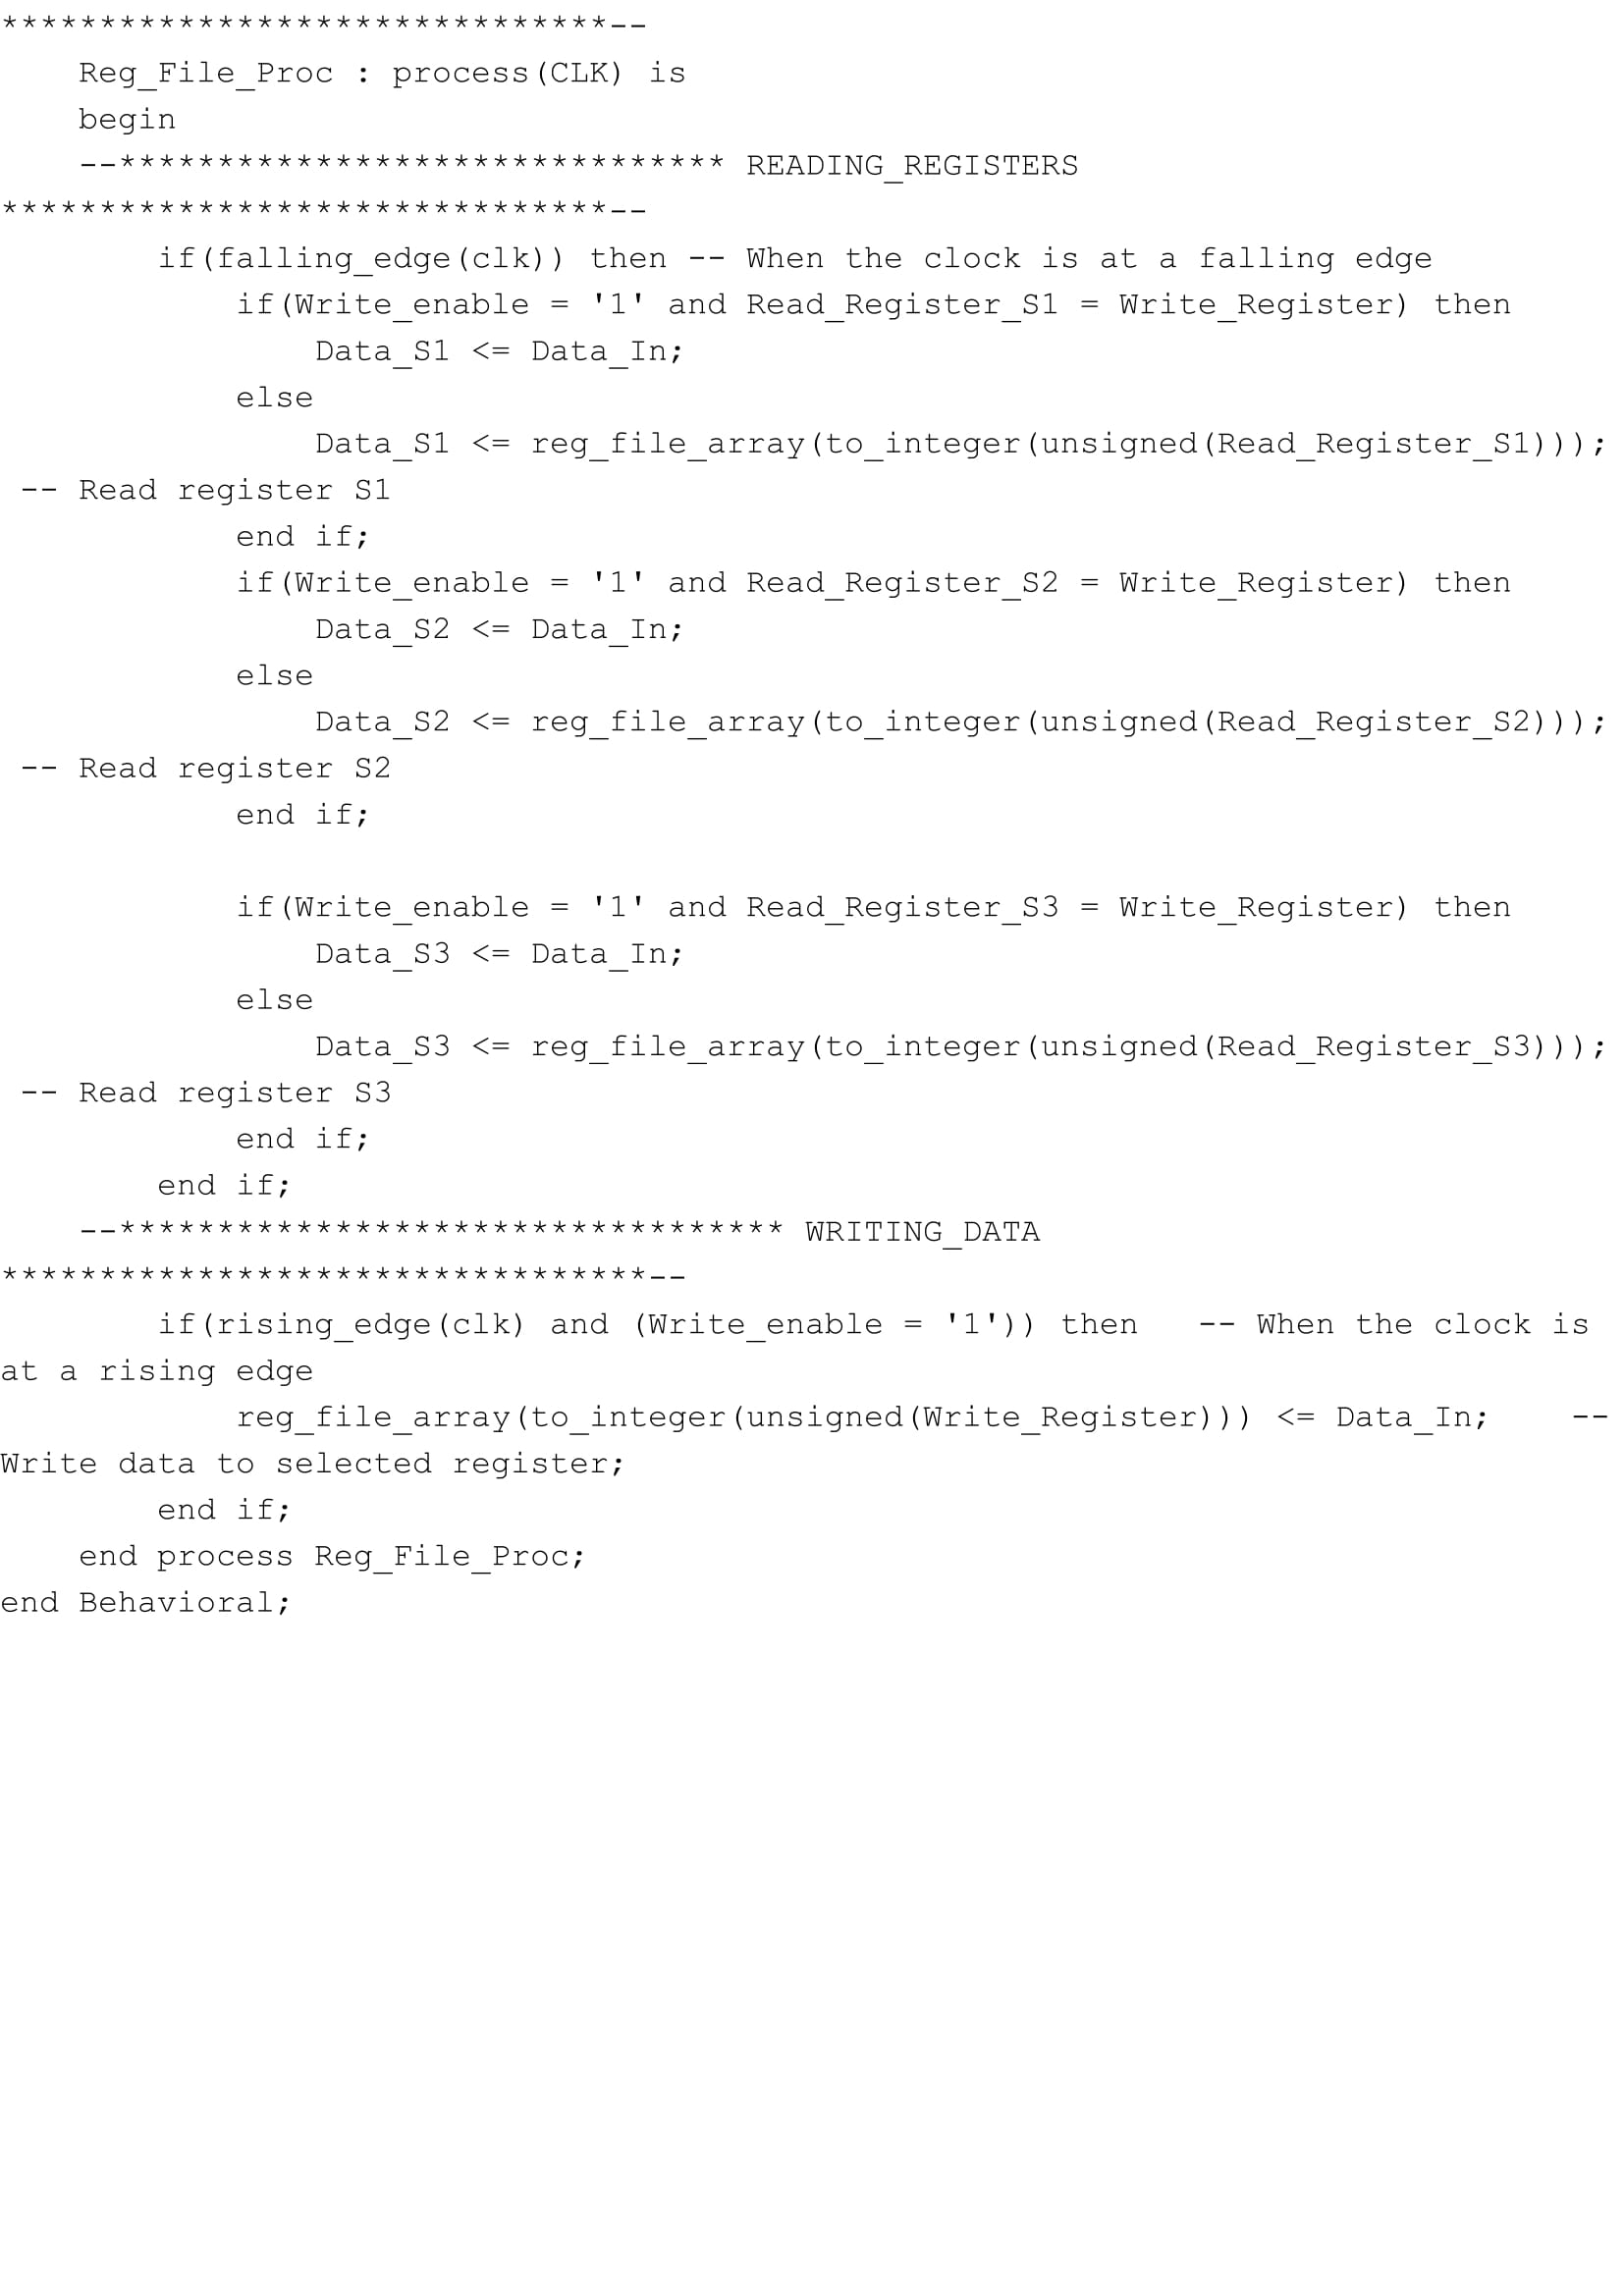 *******************************--
    Reg_File_Proc : process(CLK) is
    begin
    --******************************* READING_REGISTERS
*******************************--
        if(falling_edge(clk)) then -- When the clock is at a falling edge
            if(Write_enable = '1' and Read_Register_S1 = Write_Register) then
                Data_S1 <= Data_In;
            else
                Data_S1 <= reg_file_array(to_integer(unsigned(Read_Register_S1)));
 -- Read register S1
            end if;
            if(Write_enable = '1' and Read_Register_S2 = Write_Register) then
                Data_S2 <= Data_In;
            else
                Data_S2 <= reg_file_array(to_integer(unsigned(Read_Register_S2)));
 -- Read register S2
            end if;

            if(Write_enable = '1' and Read_Register_S3 = Write_Register) then
                Data_S3 <= Data_In;
            else
                Data_S3 <= reg_file_array(to_integer(unsigned(Read_Register_S3)));
 -- Read register S3
            end if;
        end if;
    --********************************** WRITING_DATA
*********************************--
        if(rising_edge(clk) and (Write_enable = '1')) then   -- When the clock is
at a rising edge
            reg_file_array(to_integer(unsigned(Write_Register))) <= Data_In;    --
Write data to selected register;
        end if;
    end process Reg_File_Proc;
end Behavioral;